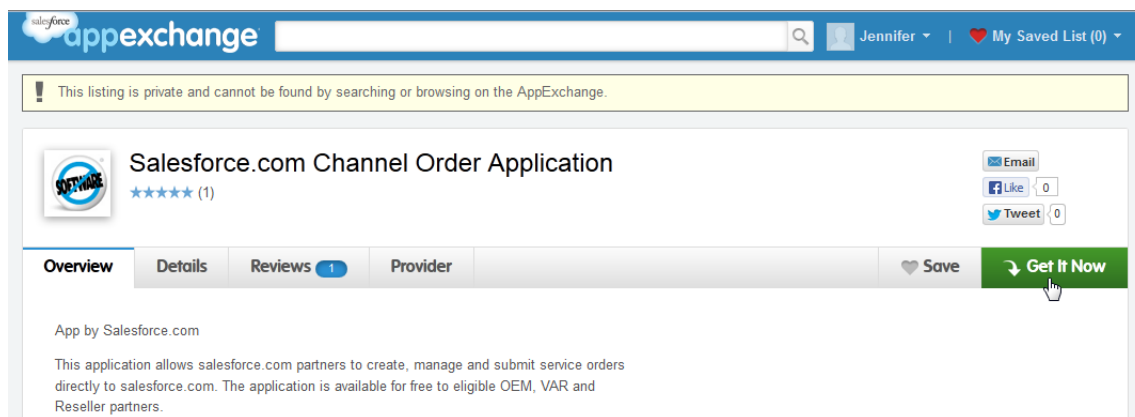 salesforce
appexchange
Jennifer | My Saved List (0)
! This listing is private and cannot be found by searching or browsing on the AppExchange.
SOFTWARE
Salesforce.com Channel Order Application
(1)
Email
Like 0
Tweet 0
Overview Details Reviews 1 Provider Save Get It Now
App by Salesforce.com
This application allows salesforce.com partners to create, manage and submit service orders
directly to salesforce.com. The application is available for free to eligible OEM, VAR and
Reseller partners.